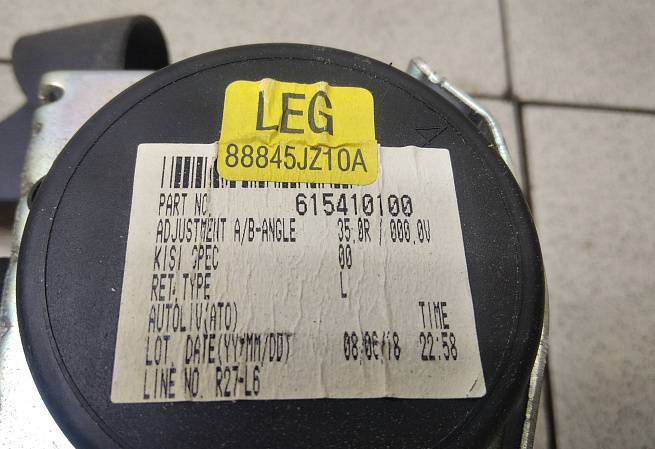 LEG
88845JZ10A
PART NO. 615410100
ADJUSTMENT A/B-ANGLE 35.0R / 000.0V
KISI SPEC 00
RET.TYPE L
AUTOLIV(ATO) TIME
LOT. DATE(YY/MM/DD) 08/06/18 22:58
LINE NO. R27-L6